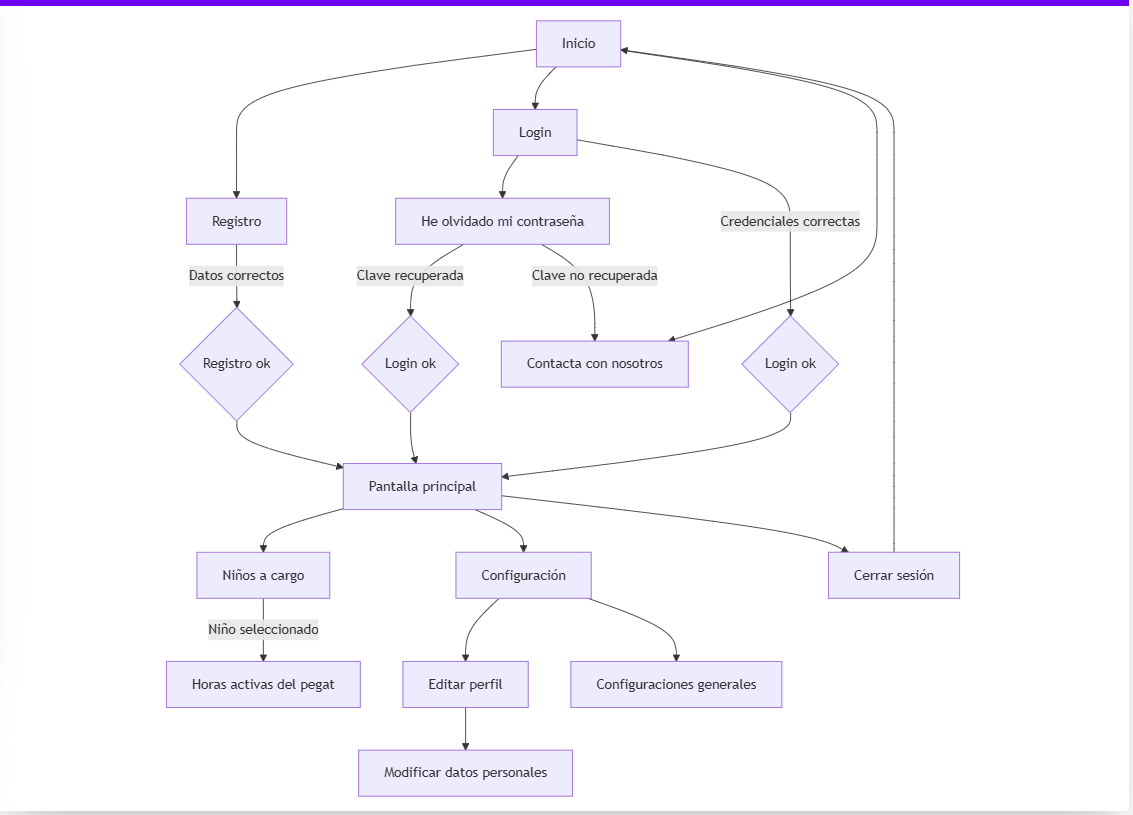 Inicio
Login
Registro
He olvidado mi contraseña
Credenciales correctas
Datos correctos
Clave recuperada
Clave no recuperada
Registro ok
Login ok
Contacta con nosotros
Login ok
Pantalla principal
Niños a cargo
Configuración
Cerrar sesión
Niño seleccionado
Horas activas del pegat
Editar perfil
Configuraciones generales
Modificar datos personales